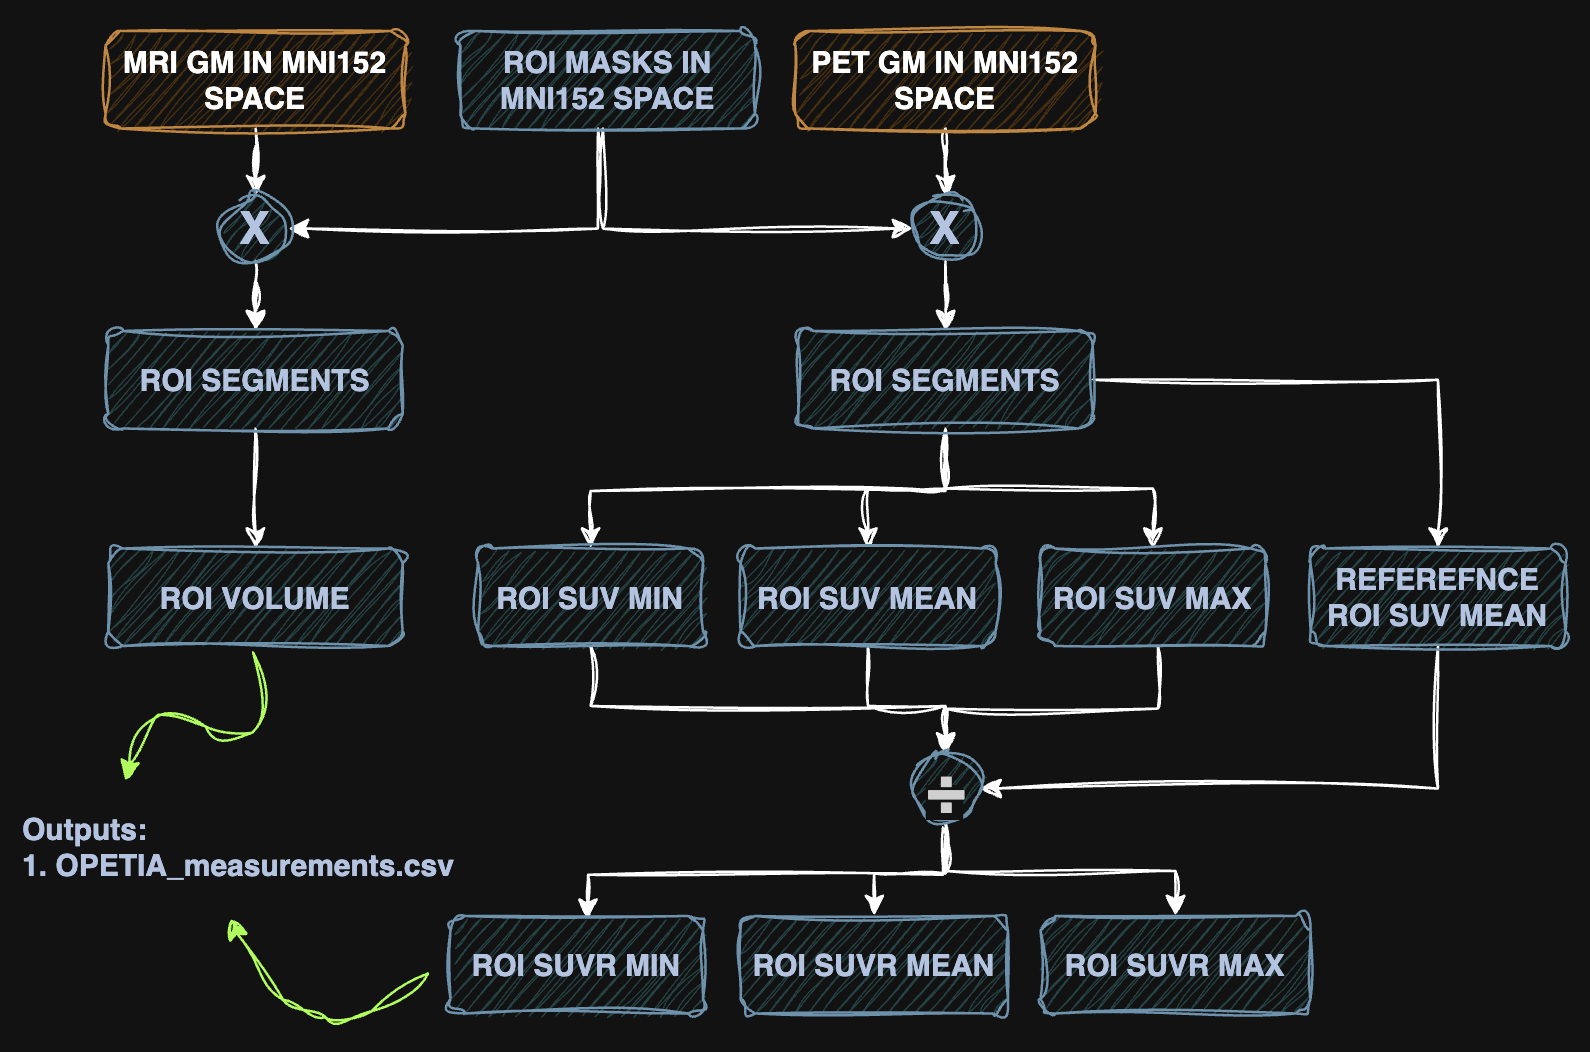 MRI GM IN MNI152
SPACE
ROI MASKS IN
MNI152 SPACE
PET GM IN MNI152
SPACE
X
X
ROI SEGMENTS
ROI SEGMENTS
ROI VOLUME
ROI SUV MIN
ROI SUV MEAN
ROI SUV MAX
REFEREFNCE
ROI SUV MEAN
÷
Outputs:
1. OPETIA_measurements.csv
ROI SUVR MIN
ROI SUVR MEAN
ROI SUVR MAX